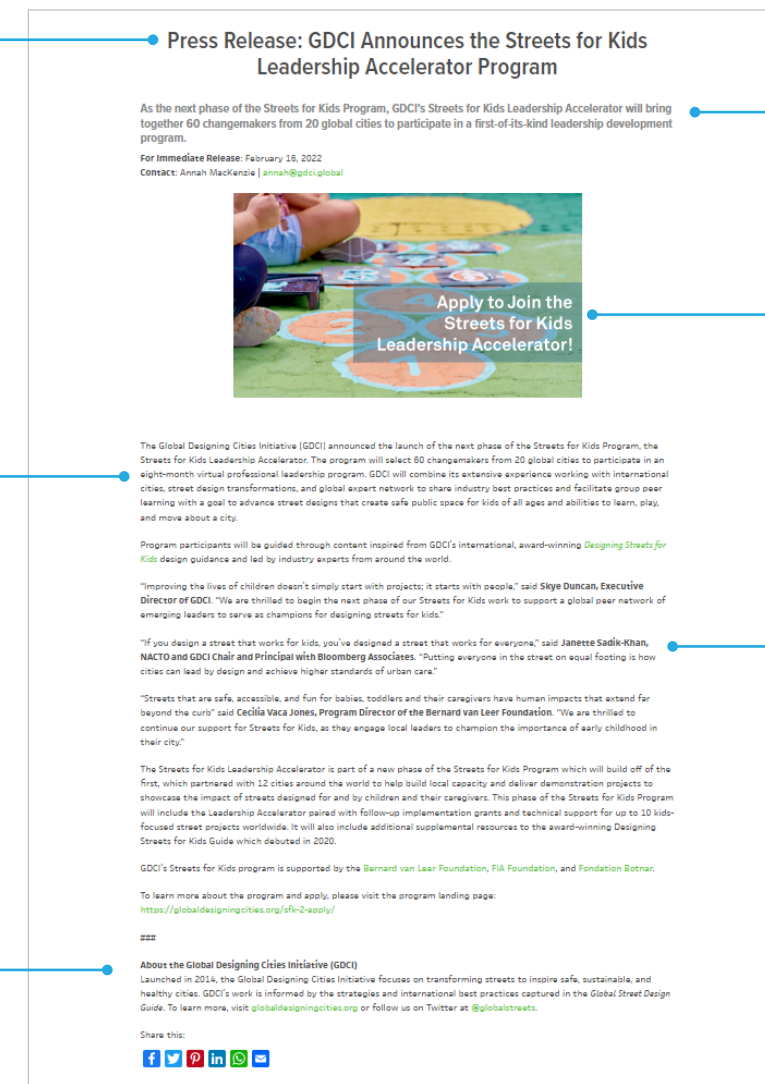 Press Release: GDCI Announces the Streets for Kids
Leadership Accelerator Program
As the next phase of the Streets for Kids Program, GDCI's Streets for Kids Leadership Accelerator will bring
together 60 changemakers from 20 global cities to participate in a first-of-its-kind leadership development
program.
For Immediate Release: February 16, 2022
Contact: Annah MacKenzie | annah@gdci.global
4
Apply to Join the
Streets for Kids
Leadership Accelerator!
2
3
1
The Global Designing Cities Initiative (GDCI) announced the launch of the next phase of the Streets for Kids Program, the
Streets for Kids Leadership Accelerator. The program will select 60 changemakers from 20 global cities to participate in an
eight-month virtual professional leadership program. GDCI will combine its extensive experience working with international
cities, street design transformations, and global expert network to share industry best practices and facilitate group peer
learning with a goal to advance street designs that create safe public space for kids of all ages and abilities to learn, play,
and move about a city.
Program participants will be guided through content inspired from GDCI's international, award-winning Designing Streets for
Kids design guidance and led by industry experts from around the world.
"Improving the lives of children doesn't simply start with projects; it starts with people," said Skye Duncan, Executive
Director of GDCI. "We are thrilled to begin the next phase of our Streets for Kids work to support a global peer network of
emerging leaders to serve as champions for designing streets for kids."
"If you design a street that works for kids, you've designed a street that works for everyone," said Janette Sadik-Khan,
NACTO and GDCI Chair and Principal with Bloomberg Associates. "Putting everyone in the street on equal footing is how
cities can lead by design and achieve higher standards of urban care."
"Streets that are safe, accessible, and fun for babies, toddlers and their caregivers have human impacts that extend far
beyond the curb" said Cecilia Vaca Jones, Program Director of the Bernard van Leer Foundation. "We are thrilled to
continue our support for Streets for Kids, as they engage local leaders to champion the importance of early childhood in
their city."
The Streets for Kids Leadership Accelerator is part of a new phase of the Streets for Kids Program which will build off of the
first, which partnered with 12 cities around the world to help build local capacity and deliver demonstration projects to
showcase the impact of streets designed for and by children and their caregivers. This phase of the Streets for Kids Program
will include the Leadership Accelerator paired with follow-up implementation grants and technical support for up to 10 kids-
focused street projects worldwide. It will also include additional supplemental resources to the award-winning Designing
Streets for Kids Guide which debuted in 2020.
GDCI's Streets for Kids program is supported by the Bernard van Leer Foundation, FIA Foundation, and Fondation Botnar.
To learn more about the program and apply, please visit the program landing page:
https://globaldesigningcities.org/sfk-2-apply/
###
About the Global Designing Cities Initiative (GDCI)
Launched in 2014, the Global Designing Cities Initiative focuses on transforming streets to inspire safe, sustainable, and
healthy cities. GDCI's work is informed by the strategies and international best practices captured in the Global Street Design
Guide. To learn more, visit globaldesigningcities.org or follow us on Twitter at @globalstreets.
Share this: